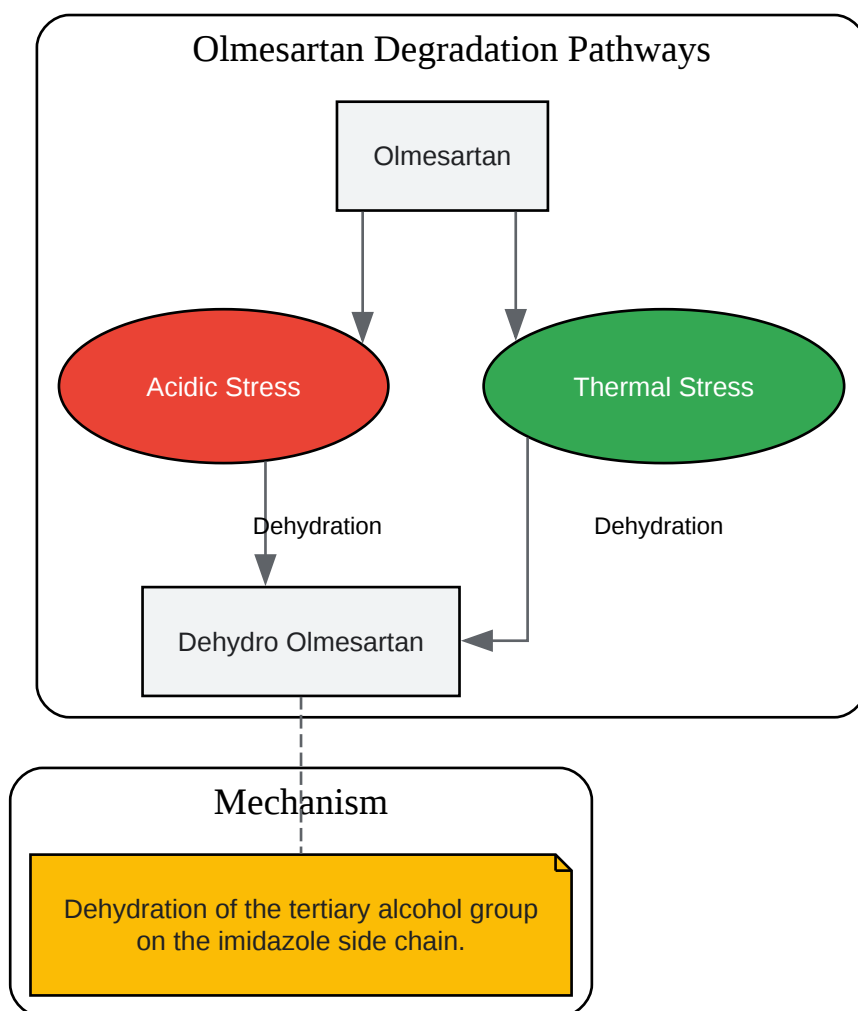 Olmesartan Degradation Pathways
Olmesartan
Acidic Stress
Thermal Stress
Dehydration
Dehydration
Dehydro Olmesartan
Mechanism
Dehydration of the tertiary alcohol group
on the imidazole side chain.